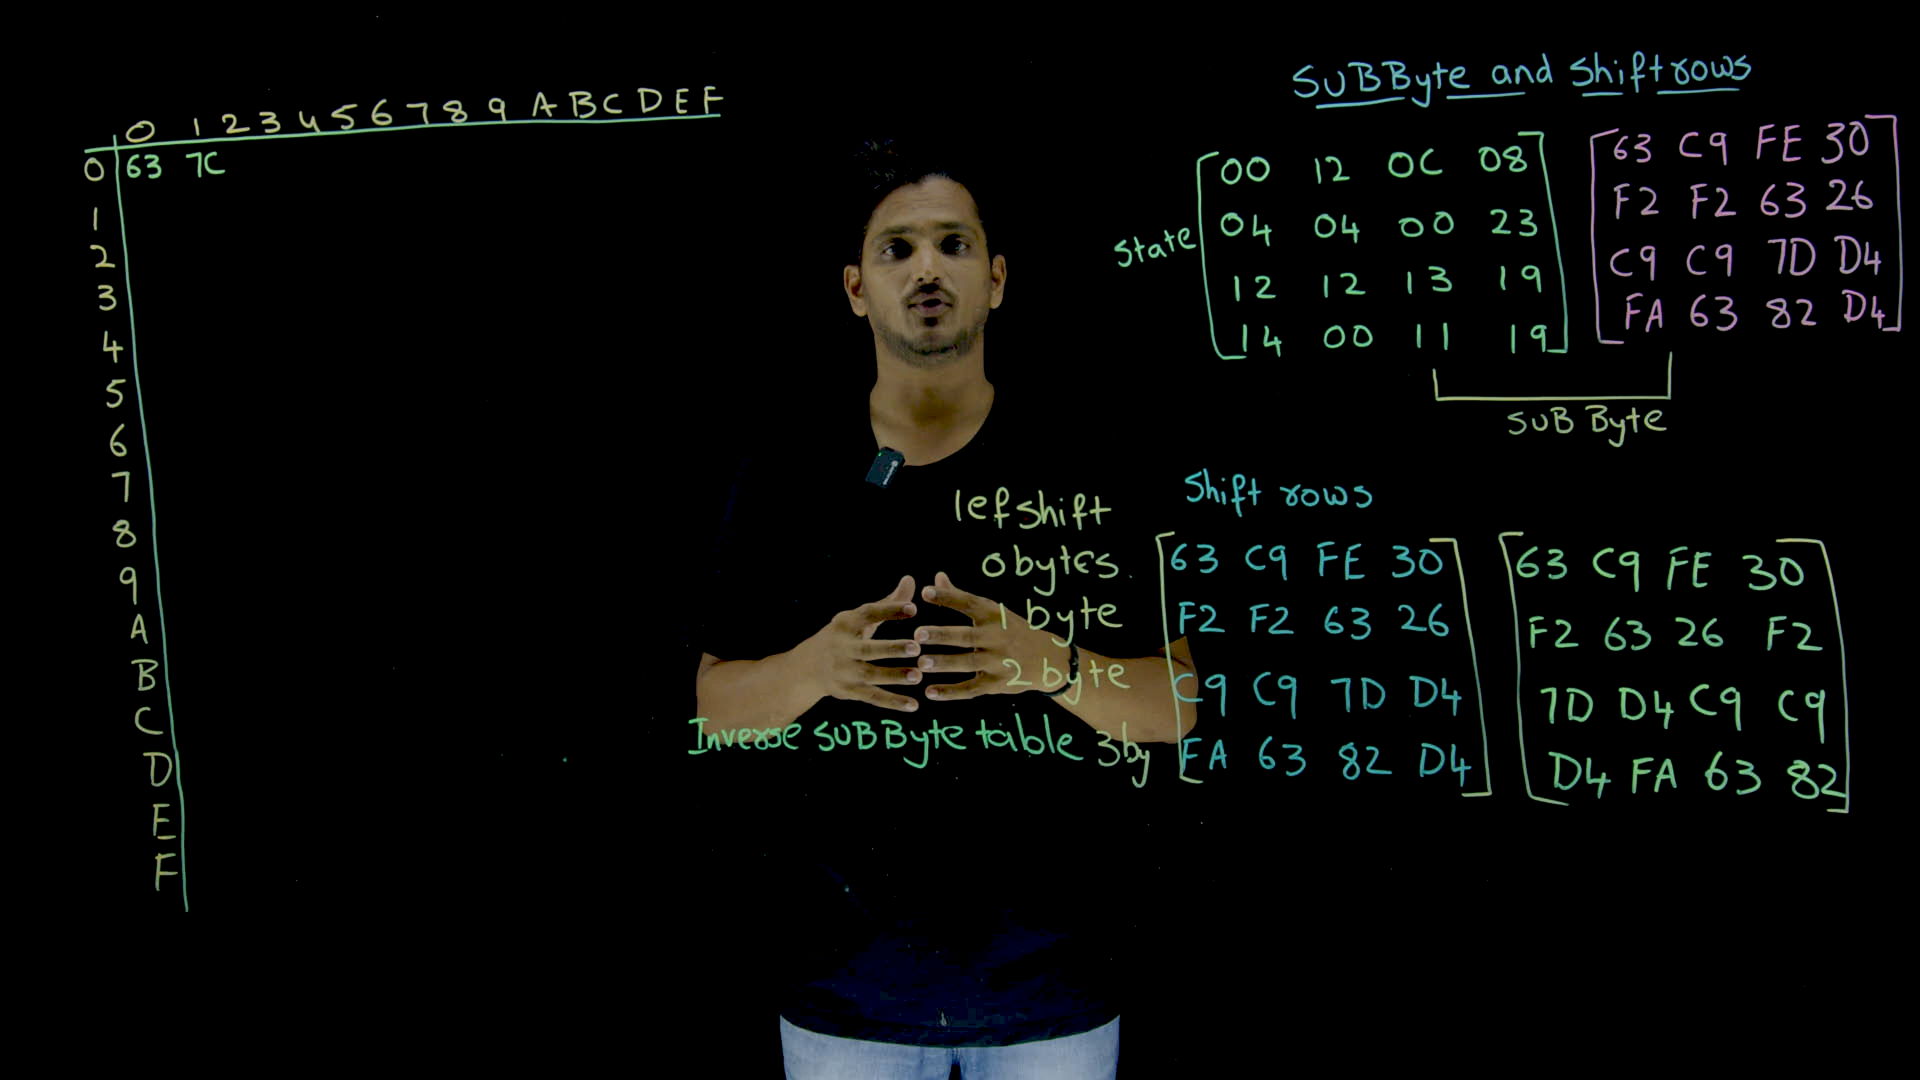 0 1 2 3 4 5 6 7 8 9 A B C D E F
0 63 7C
1
2
3
4
5
6
7
8
9
A
B
C
D
E
F
SUBByte and Shiftrows
State
00 12 0C 08
04 04 00 23
12 12 13 19
14 00 11 19
63 C9 FE 30
F2 F2 63 26
C9 C9 7D D4
FA 63 82 D4
SUB Byte
Shift rows
lefshift
0bytes.
1 byte
2 byte
3by
63 C9 FE 30
F2 F2 63 26
C9 C9 7D D4
FA 63 82 D4
63 C9 FE 30
F2 63 26 F2
7D D4 C9 C9
D4 FA 63 82
Inverse SUBByte table